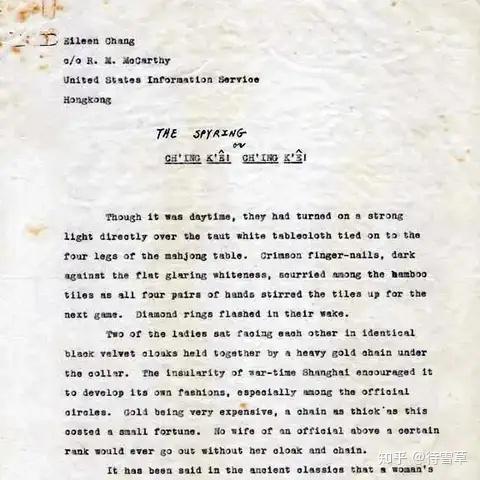 Eileen Chang
c/o R. M. McCarthy
United States Information Service
Hongkong
THE SPYRING
or
CH'ING K'Ê! CH'ING K'Ê!
Though it was daytime, they had turned on a strong
light directly over the taut white tablecloth tied on to the
four legs of the mahjong table. Crimson finger-nails, dark
against the flat glaring whiteness, scurried among the bamboo
tiles as all four pairs of hands stirred the tiles up for the
next game. Diamond rings flashed in their wake.
Two of the ladies sat facing each other in identical
black velvet cloaks held together by a heavy gold chain under
the collar. The insularity of war-time Shanghai encouraged it
to develop its own fashions, especially among the official
circles. Gold being very expensive, a chain as thick as this
costed a small fortune. No wife of an official above a certain
rank would ever go out without her cloak and chain.
It has been said in the ancient classics that a woman's
知乎 @待雪草